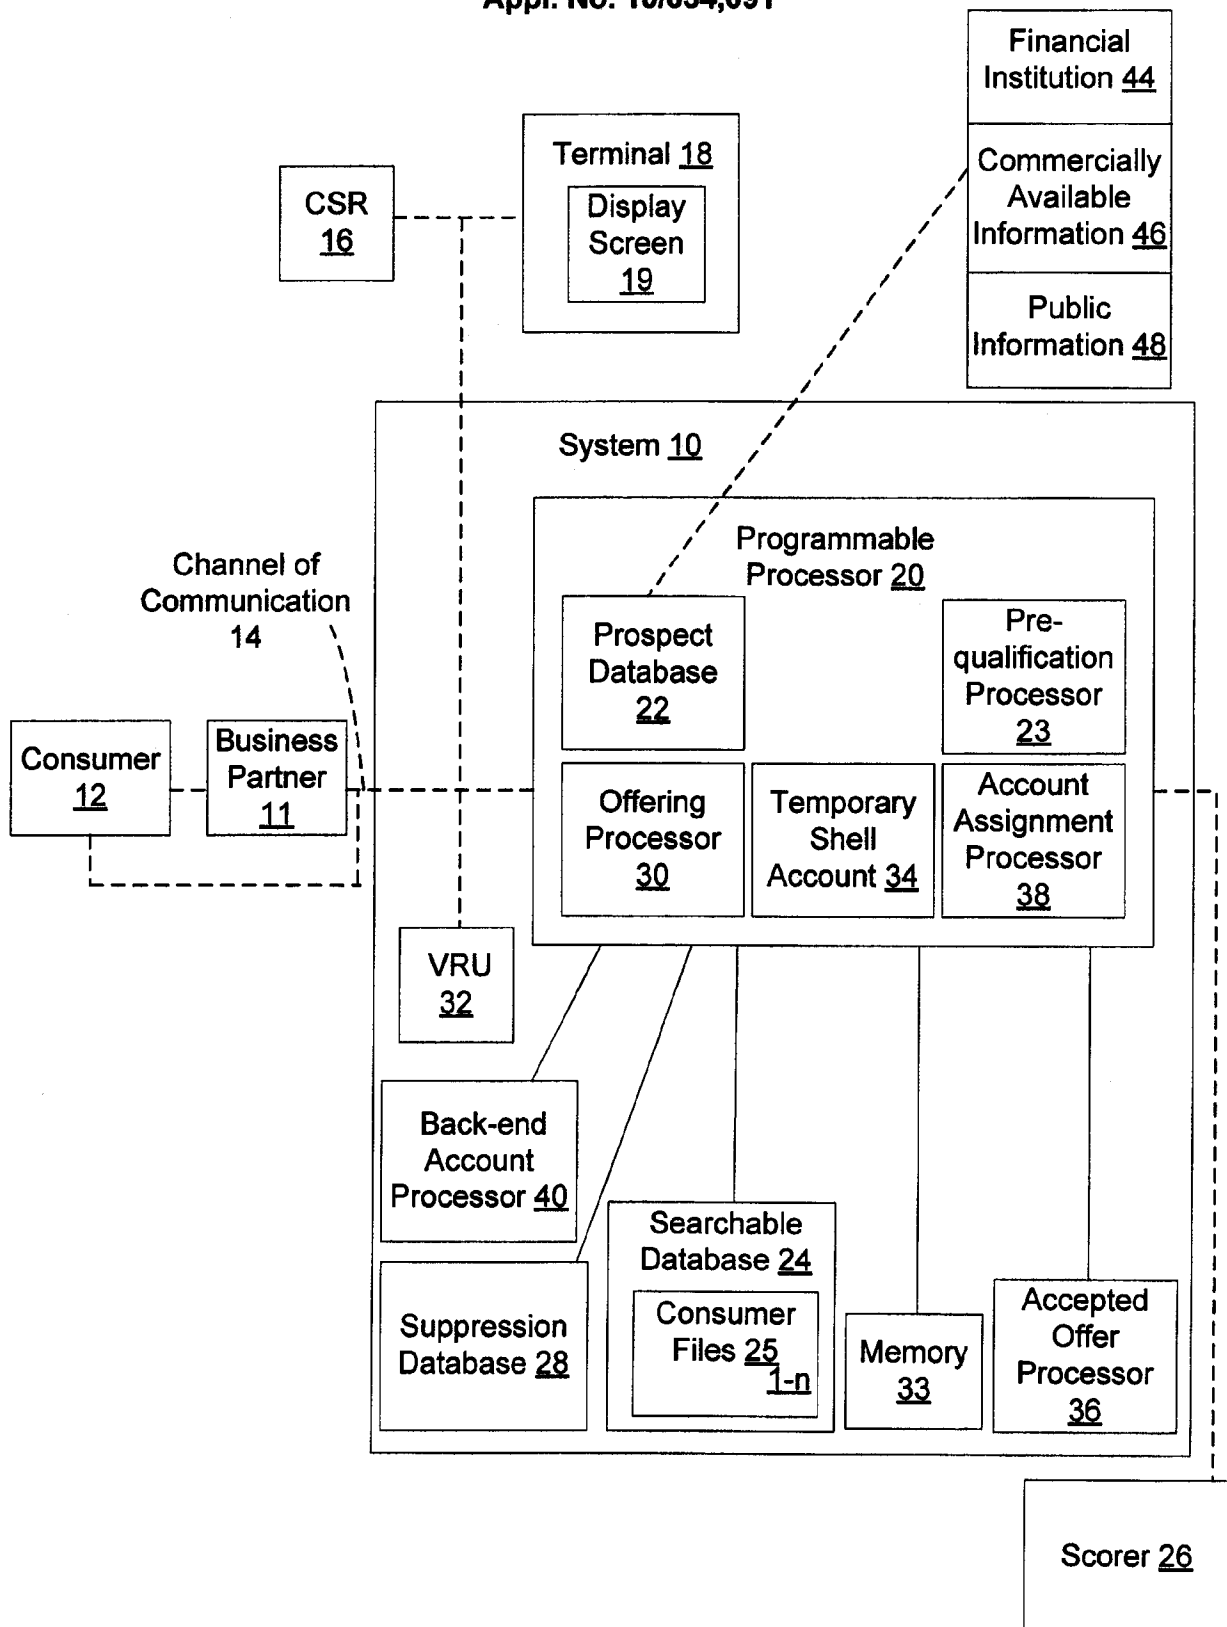 Financial
Institution 44
Commercially
Available
Information 46
Public
Information 48
Terminal 18
Display
Screen
19
CSR
16
System 10
Programmable
Processor 20
Channel of
Communication
14
Prospect
Database
22
Pre-
qualification
Processor
23
Consumer
12
Business
Partner
11
Offering
Processor
30
Temporary
Shell
Account 34
Account
Assignment
Processor
38
VRU
32
Back-end
Account
Processor 40
Suppression
Database 28
Searchable
Database 24
Consumer
Files 25
1-n
Memory
33
Accepted
Offer
Processor
36
Scorer 26